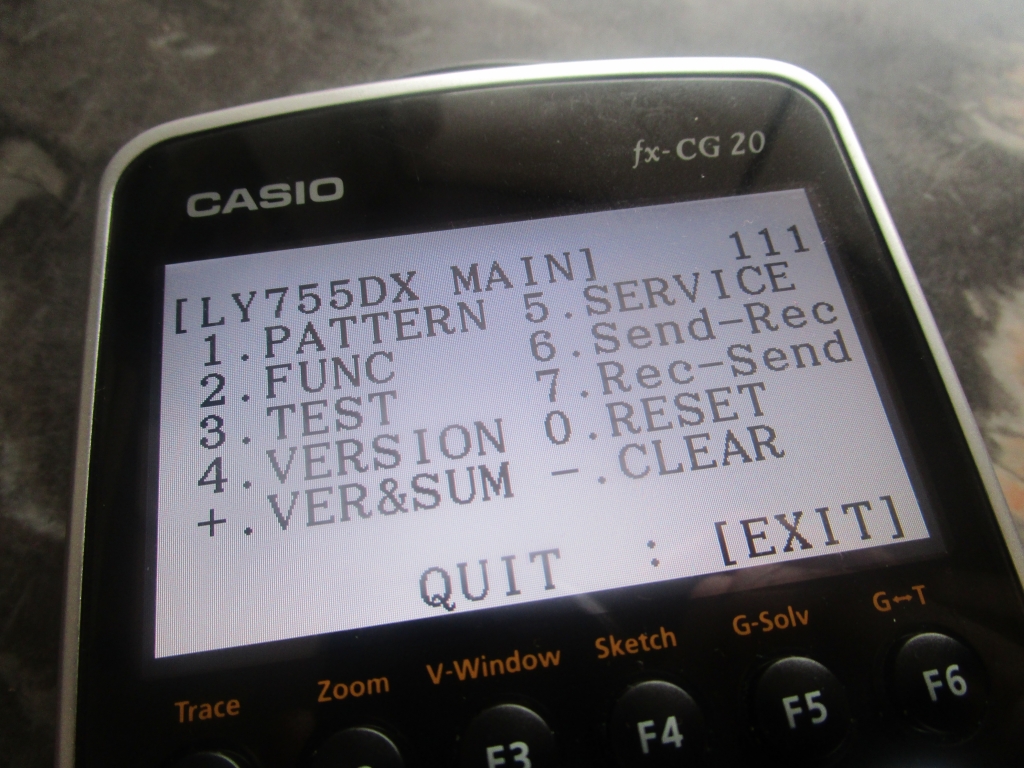 fx-CG 20
CASIO
[LY755DX MAIN] 111
1.PATTERN 5.SERVICE
2.FUNC 6.Send-Rec
3.TEST 7.Rec-Send
4.VERSION 0.RESET
+.VER&SUM -.CLEAR
QUIT : [EXIT]
Trace Zoom V-Window Sketch G-Solv G↔T
F3 F4 F5 F6